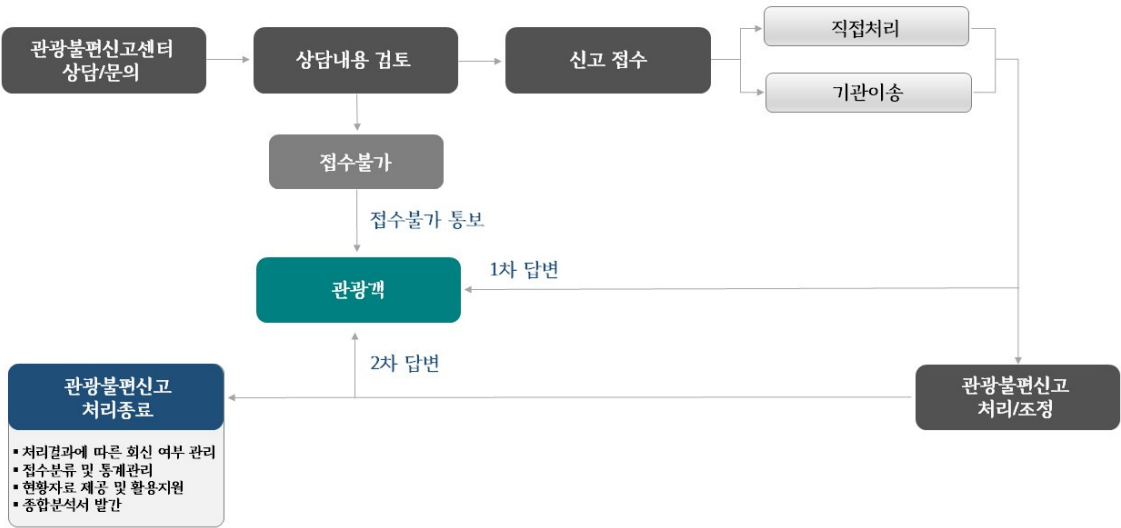 관광불편신고센터
상담/문의
상담내용 검토
신고 접수
직접처리
기관이송
접수불가
접수불가 통보
관광객
1차 답변
2차 답변
관광불편신고
처리/조정
관광불편신고
처리종료
▪ 처리결과에 따른 회신 여부 관리
▪ 접수분류 및 통계관리
▪ 현황자료 제공 및 활용지원
▪ 종합분석서 발간